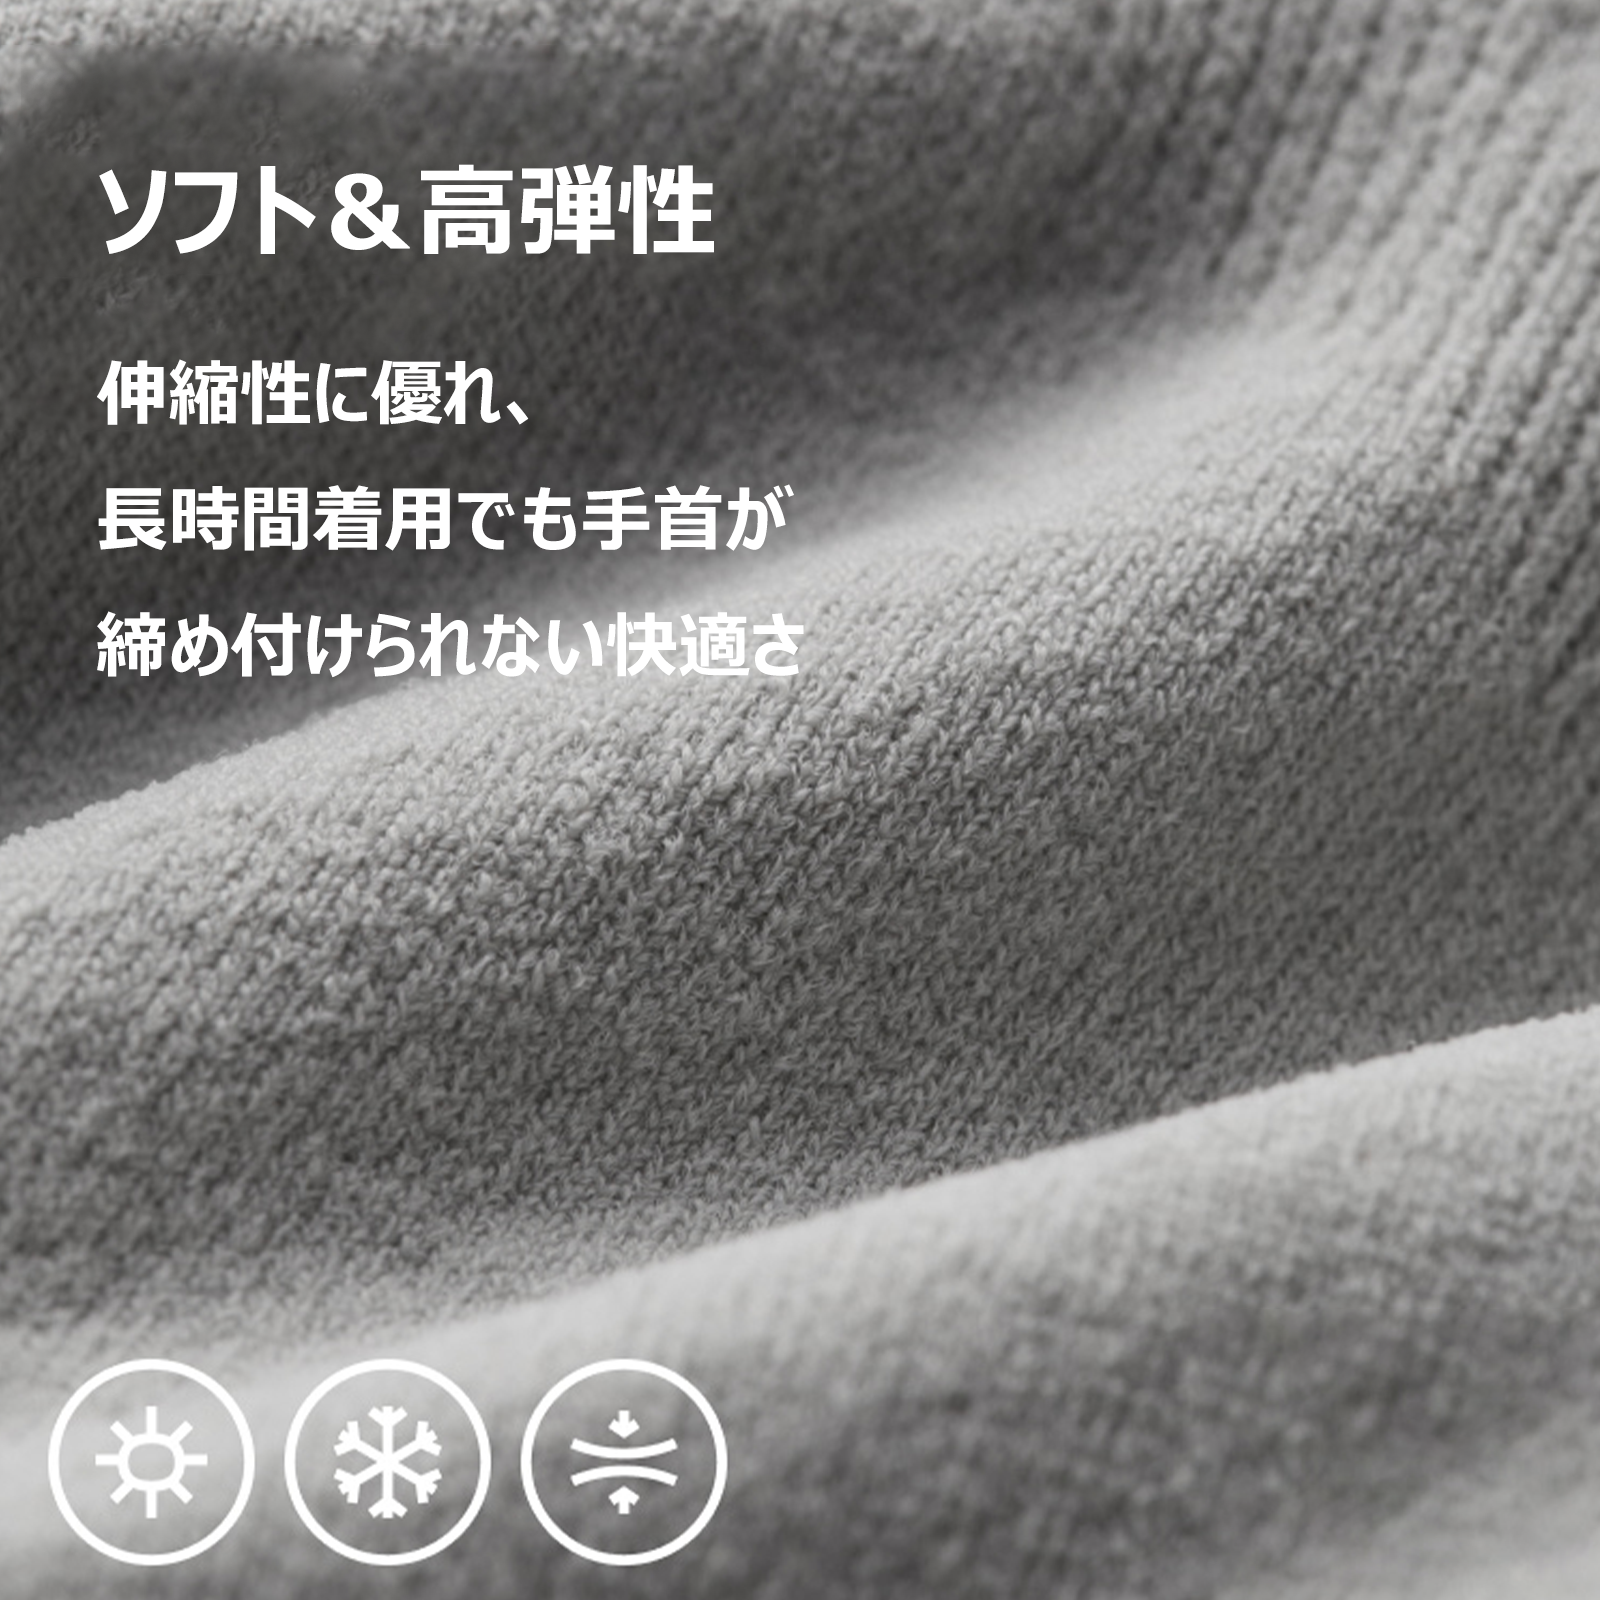 ソフト&高弾性
伸縮性に優れ、
長時間着用でも手首が
締め付けられない快適さ